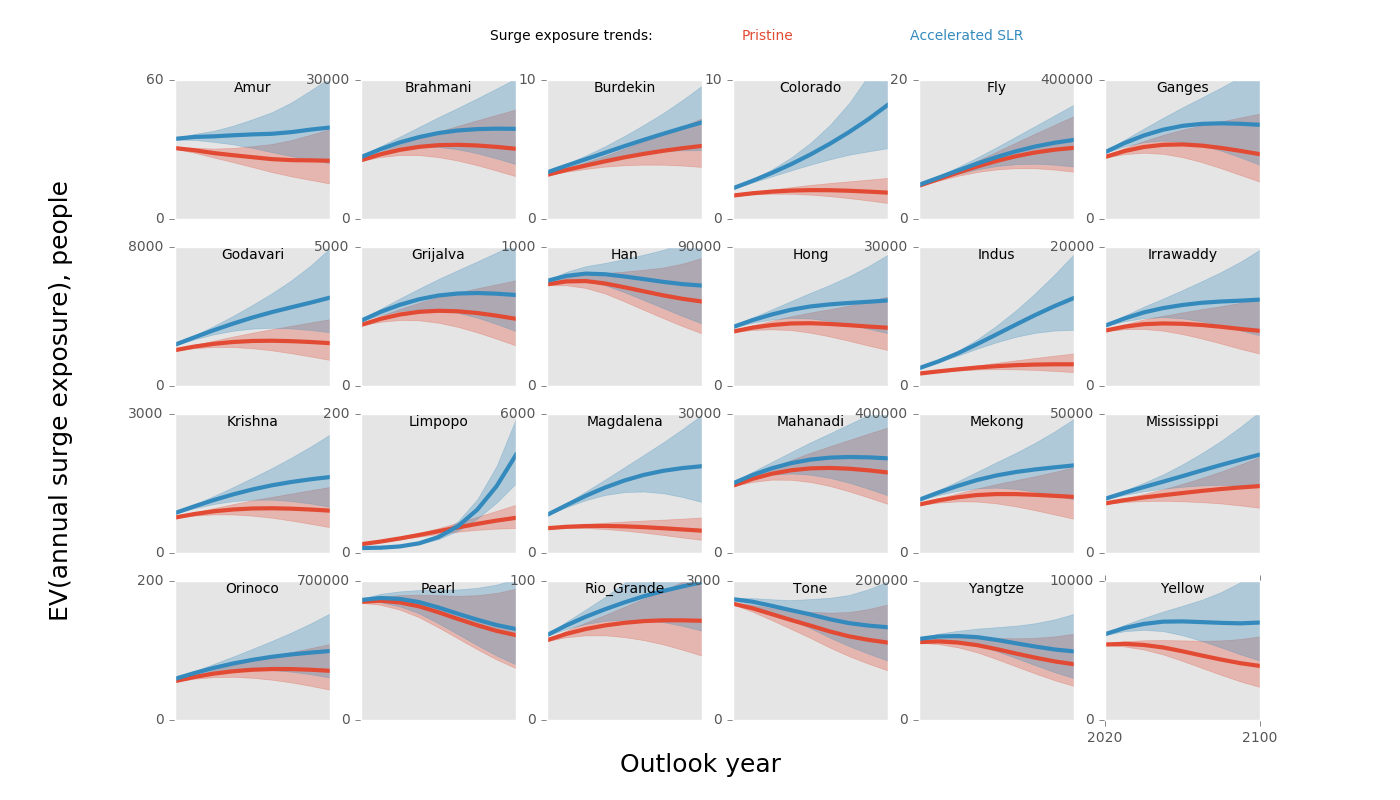 Surge exposure trends: Pristine Accelerated SLR
60 30000 10 10 20 400000
Amur Brahmani Burdekin Colorado Fly Ganges
0 0 0 0 0 0
8000 5000 1000 90000 30000 20000
Godavari Grijalva Han Hong Indus Irrawaddy
0 0 0 0 0 0
3000 200 6000 30000 400000 50000
Krishna Limpopo Magdalena Mahanadi Mekong Mississippi
0 0 0 0 0 0
200 700000 100 3000 200000 10000
Orinoco Pearl Rio_Grande Tone Yangtze Yellow
0 0 0 0 0 0
2020 2100
EV(annual surge exposure), people
Outlook year